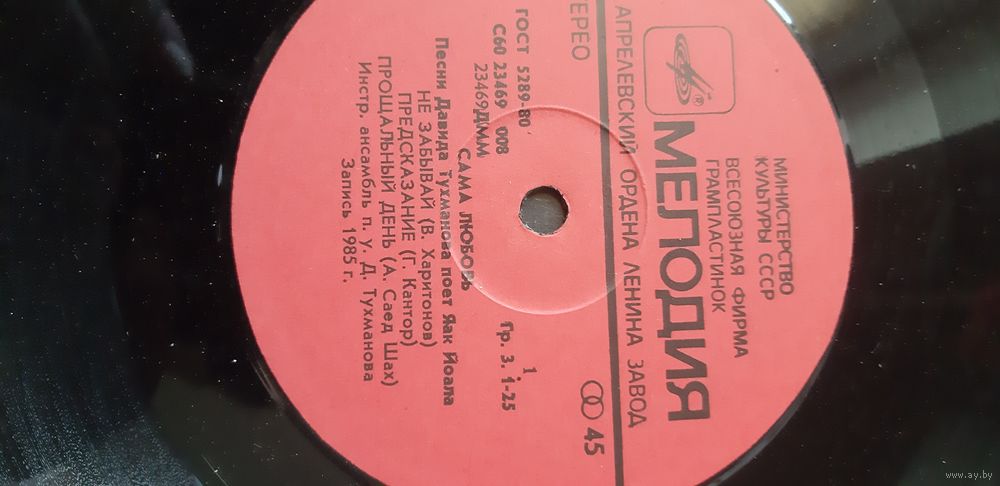 МИНИСТЕРСТВО
КУЛЬТУРЫ СССР
ВСЕСОЮЗНАЯ ФИРМА
ГРАМПЛАСТИНОК
®
МЕЛОДИЯ
АПРЕЛЕВСКИЙ ОРДЕНА ЛЕНИНА ЗАВОД
ТЕРЕО
45
ГОСТ 5289-80
С60 23469 008
23469ДММ
1.
Гр. 3. 1-25
САМА ЛЮБОВЬ
Песни Давида Тухманова поет Яак Йоала
НЕ ЗАБЫВАЙ (В. Харитонов)
ПРЕДСКАЗАНИЕ (Г. Кантор)
ПРОЩАЛЬНЫЙ ДЕНЬ (А. Саед Шах)
Инстр. ансамбль п. у. Д. Тухманова
Запись 1985 г.
www.ay.by